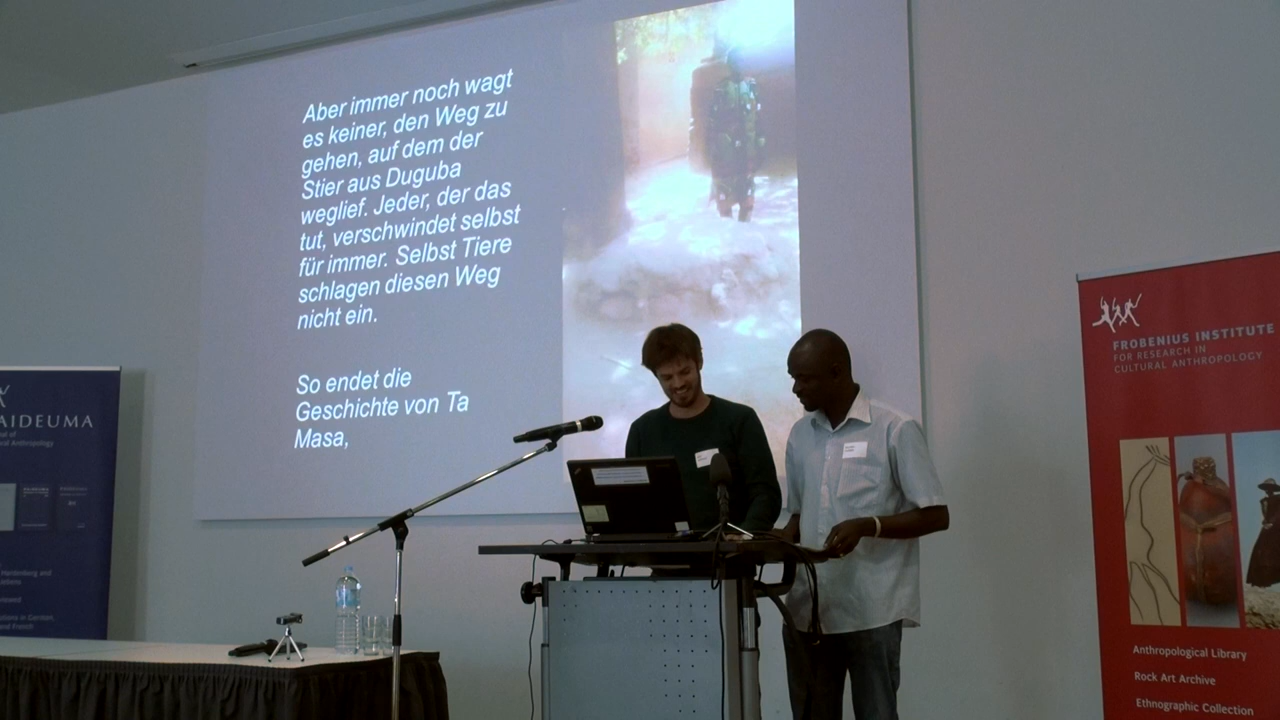 Aber immer noch wagt
es keiner, den Weg zu
gehen, auf dem der
Stier aus Duguba
weglief. Jeder, der das
tut, verschwindet selbst
für immer. Selbst Tiere
schlagen diesen Weg
nicht ein.
So endet die
Geschichte von Ta
Masa,
AIDEUMA
al Anthropology
FROBENIUS INSTITUTE
FOR RESEARCH IN
CULTURAL ANTHROPOLOGY
Anthropological Library
Rock Art Archive
Ethnographic Collection